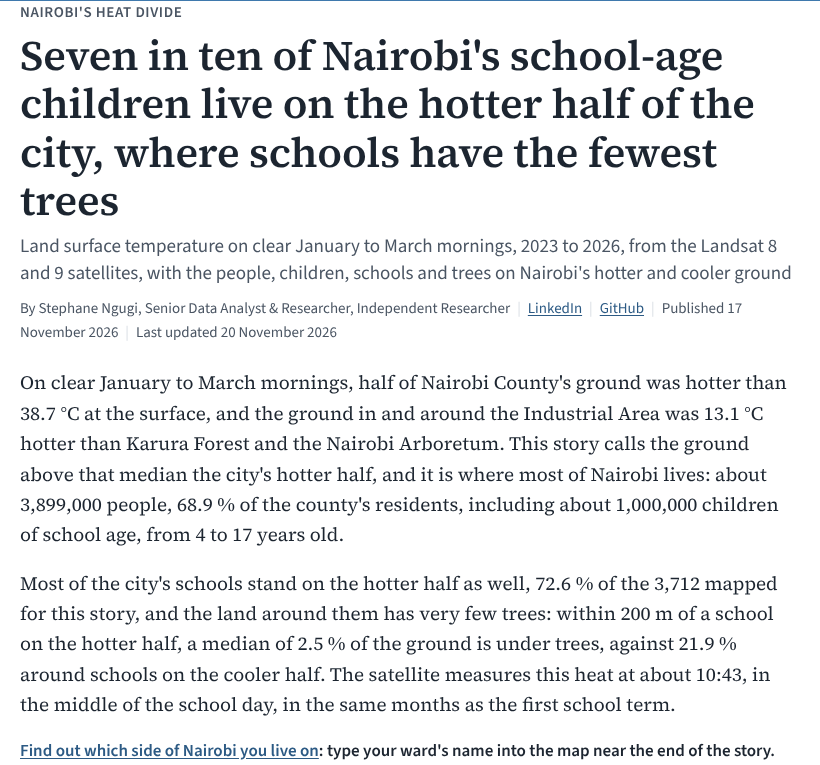 NAIROBI'S HEAT DIVIDE
Seven in ten of Nairobi's school-age
children live on the hotter half of the
city, where schools have the fewest
trees
Land surface temperature on clear January to March mornings, 2023 to 2026, from the Landsat 8
and 9 satellites, with the people, children, schools and trees on Nairobi's hotter and cooler ground
By Stephane Ngugi, Senior Data Analyst & Researcher, Independent Researcher | LinkedIn | GitHub | Published 17
November 2026 | Last updated 20 November 2026
On clear January to March mornings, half of Nairobi County's ground was hotter than
38.7 °C at the surface, and the ground in and around the Industrial Area was 13.1 °C
hotter than Karura Forest and the Nairobi Arboretum. This story calls the ground
above that median the city's hotter half, and it is where most of Nairobi lives: about
3,899,000 people, 68.9 % of the county's residents, including about 1,000,000 children
of school age, from 4 to 17 years old.
Most of the city's schools stand on the hotter half as well, 72.6 % of the 3,712 mapped
for this story, and the land around them has very few trees: within 200 m of a school
on the hotter half, a median of 2.5 % of the ground is under trees, against 21.9 %
around schools on the cooler half. The satellite measures this heat at about 10:43, in
the middle of the school day, in the same months as the first school term.
Find out which side of Nairobi you live on: type your ward's name into the map near the end of the story.